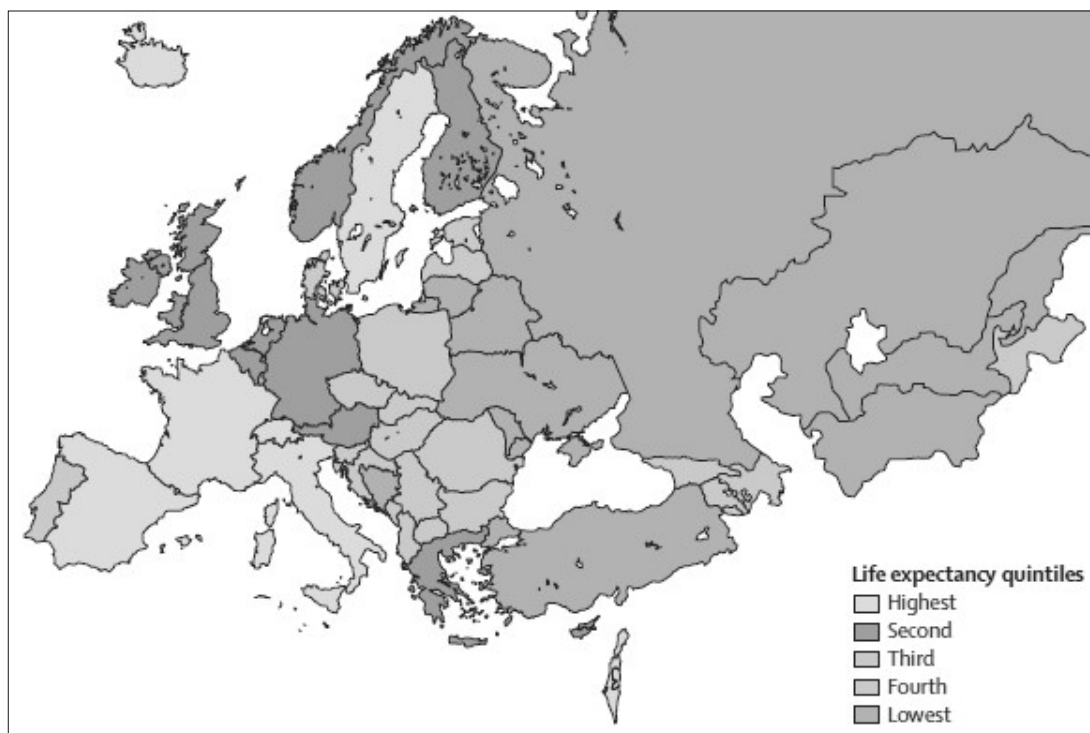 Life expectancy quintiles
Highest
Second
Third
Fourth
Lowest